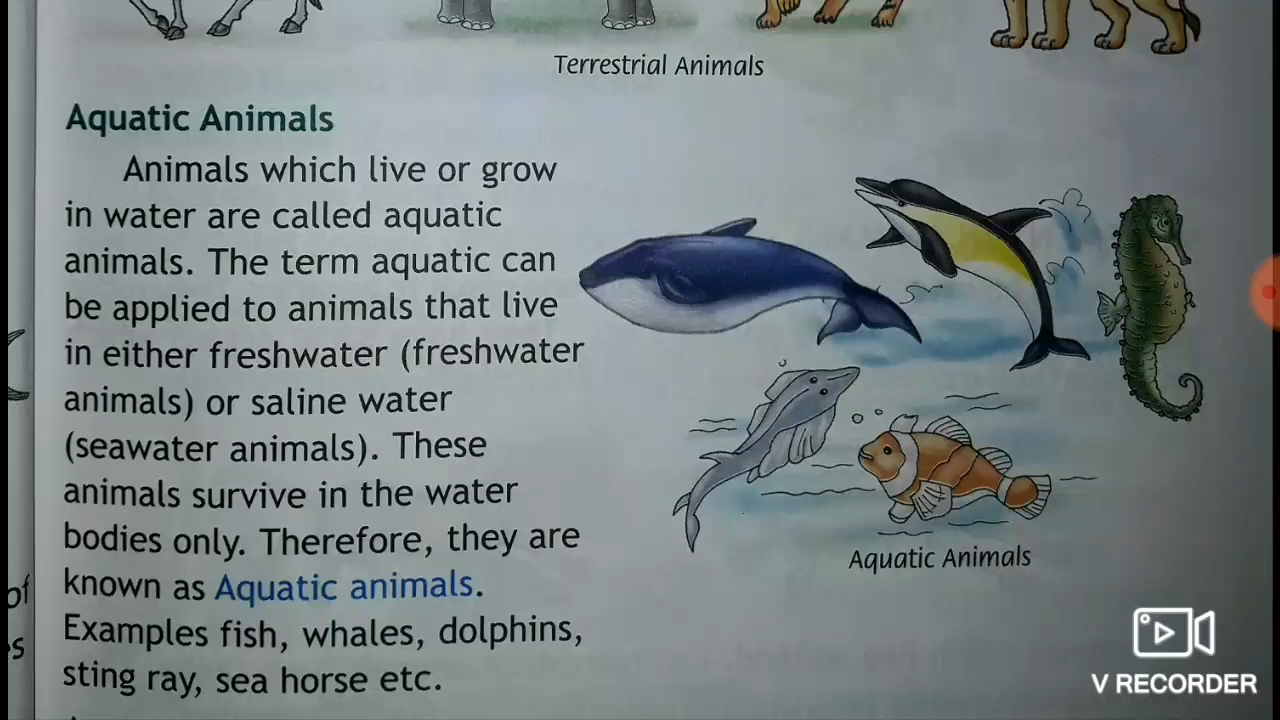 Terrestrial Animals
Aquatic Animals
Animals which live or grow
in water are called aquatic
animals. The term aquatic can
be applied to animals that live
in either freshwater (freshwater
animals) or saline water
(seawater animals). These
animals survive in the water
bodies only. Therefore, they are
known as Aquatic animals.
Examples fish, whales, dolphins,
sting ray, sea horse etc.
Aquatic Animals
of
V RECORDER